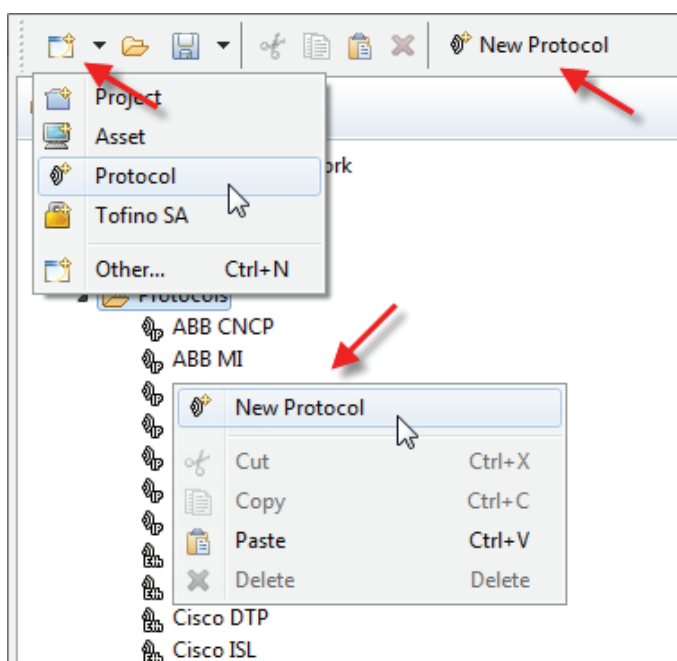 New Protocol
Project
Asset
Protocol
Tofino SA
Other... Ctrl+N
Protocols
ABB CNCP
ABB MI
New Protocol
Cut Ctrl+X
Copy Ctrl+C
Paste Ctrl+V
Delete Delete
Cisco DTP
Cisco ISL